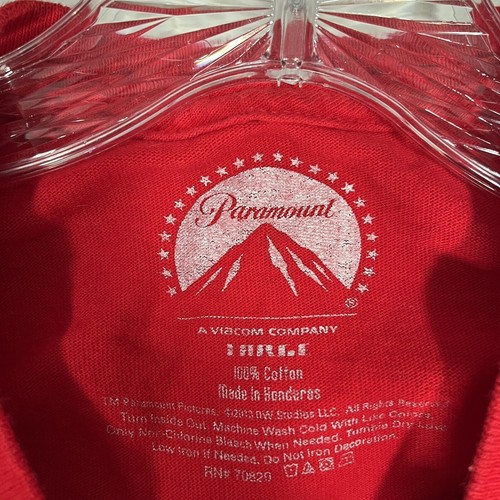 Paramount
®
A VIACOM COMPANY
LARGE
100% Cotton
Made in Honduras
TM Paramount Pictures. ©2013 NW Studios LLC. All Rights Reserved
Turn Inside Out. Machine Wash Cold With Like Colors.
Only Non-Chlorine Bleach When Needed. Tumble Dry Low.
Low Iron if Needed. Do Not Iron Decoration.
RN# 70829